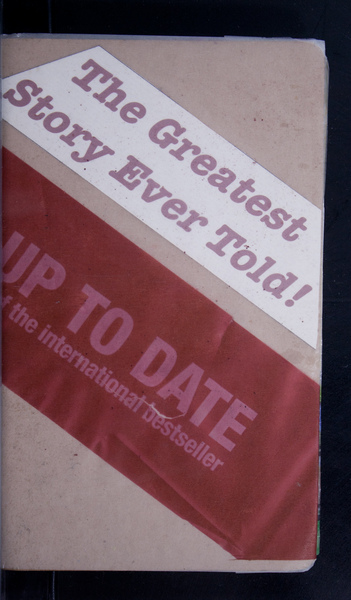 The Greatest
Story Ever Told!
UP TO DATE
of the international bestseller